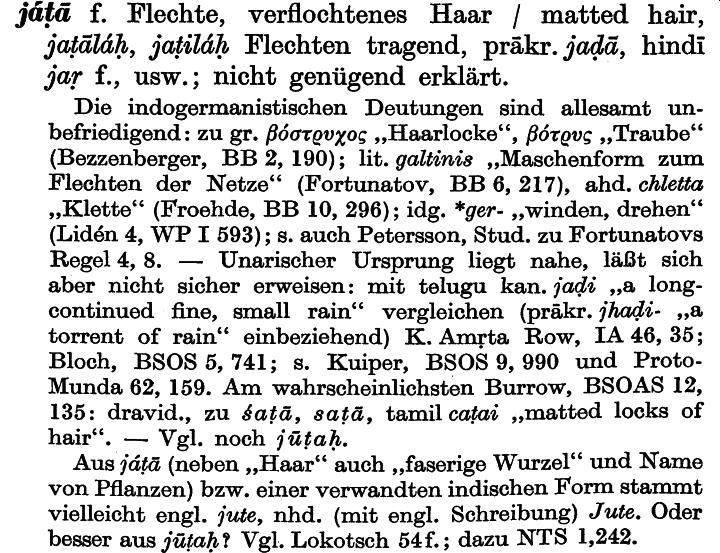 játā f. Flechte, verflochtenes Haar / matted hair,
jaṭāláḥ, jaṭiláḥ Flechten tragend, prākr. jaḍā, hindī
jaṛ f., usw.; nicht genügend erklärt.
Die indogermanistischen Deutungen sind allesamt un-
befriedigend: zu gr. βόστρυχος „Haarlocke“, βότρυς „Traube“
(Bezzenberger, BB 2, 190); lit. galtinis „Maschenform zum
Flechten der Netze“ (Fortunatov, BB 6, 217), ahd. chletta
„Klette“ (Froehde, BB 10, 296); idg. *ger- „winden, drehen“
(Lidén 4, WP I 593); s. auch Petersson, Stud. zu Fortunatovs
Regel 4, 8. — Unarischer Ursprung liegt nahe, läßt sich
aber nicht sicher erweisen: mit telugu kan. jaḍi „a long-
continued fine, small rain“ vergleichen (prākr. jhaḍi- „a
torrent of rain“ einbeziehend) K. Amṛta Row, IA 46, 35;
Bloch, BSOS 5, 741; s. Kuiper, BSOS 9, 990 und Proto-
Munda 62, 159. Am wahrscheinlichsten Burrow, BSOAS 12,
135: dravid., zu śaṭā, saṭā, tamil caṭai „matted locks of
hair“. — Vgl. noch jūṭaḥ.
Aus jáṭā (neben „Haar“ auch „faserige Wurzel“ und Name
von Pflanzen) bzw. einer verwandten indischen Form stammt
vielleicht engl. jute, nhd. (mit engl. Schreibung) Jute. Oder
besser aus jūṭaḥ? Vgl. Lokotsch 54f.; dazu NTS 1,242.